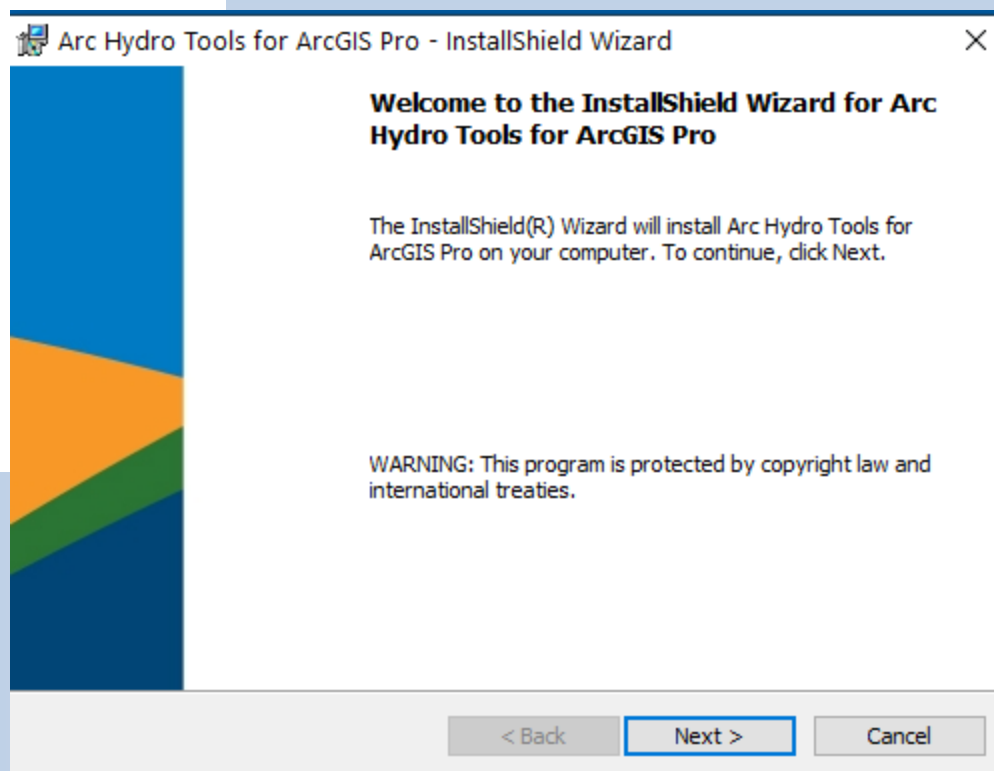 Arc Hydro Tools for ArcGIS Pro - InstallShield Wizard
Welcome to the InstallShield Wizard for Arc
Hydro Tools for ArcGIS Pro
The InstallShield(R) Wizard will install Arc Hydro Tools for
ArcGIS Pro on your computer. To continue, click Next.
WARNING: This program is protected by copyright law and
international treaties.
< Back Next > Cancel